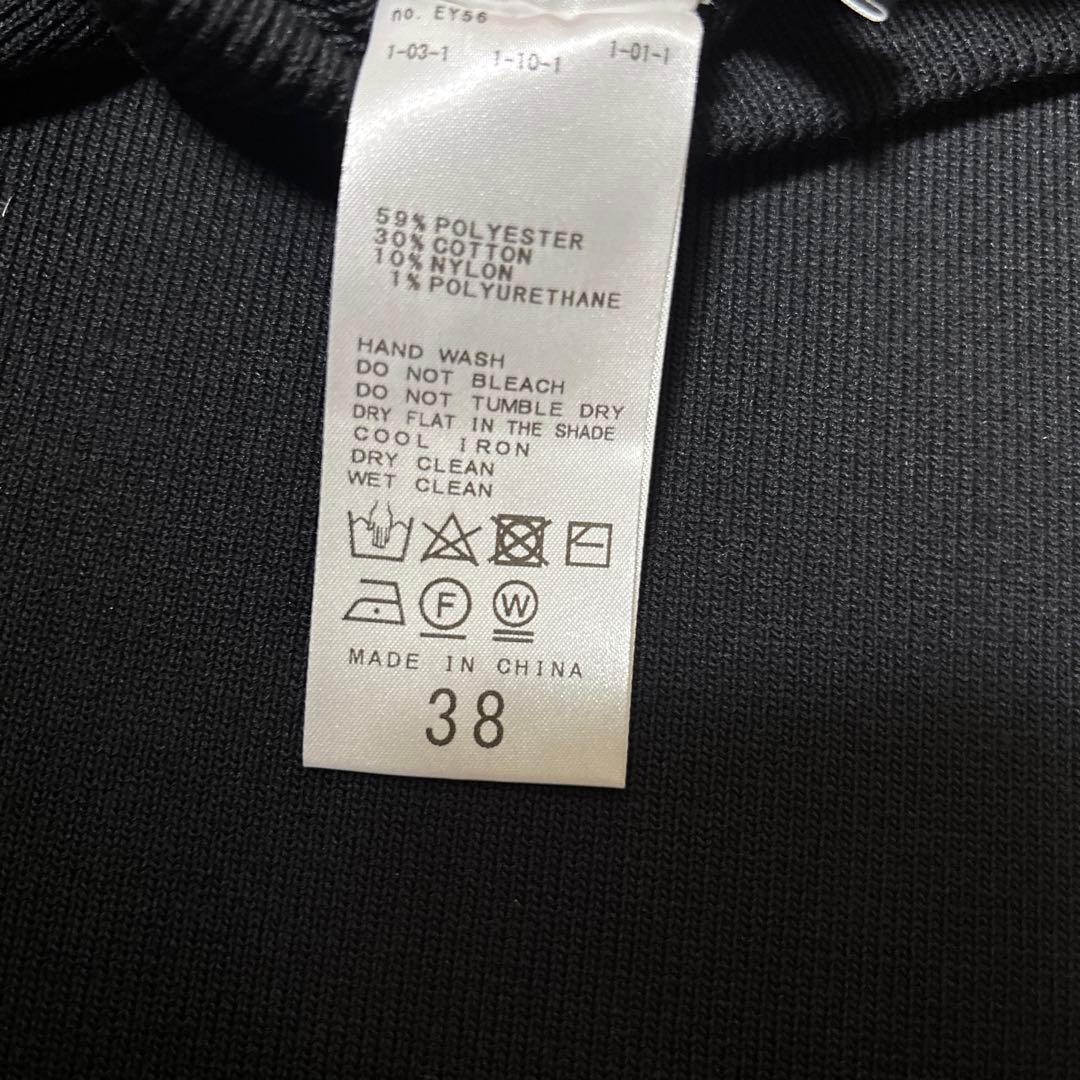 no. EY56
1-03-1 1-10-1 1-01-1
59% POLYESTER
30% COTTON
10% NYLON
1% POLYURETHANE
HAND WASH
DO NOT BLEACH
DO NOT TUMBLE DRY
DRY FLAT IN THE SHADE
COOL IRON
DRY CLEAN
WET CLEAN
F W
MADE IN CHINA
38